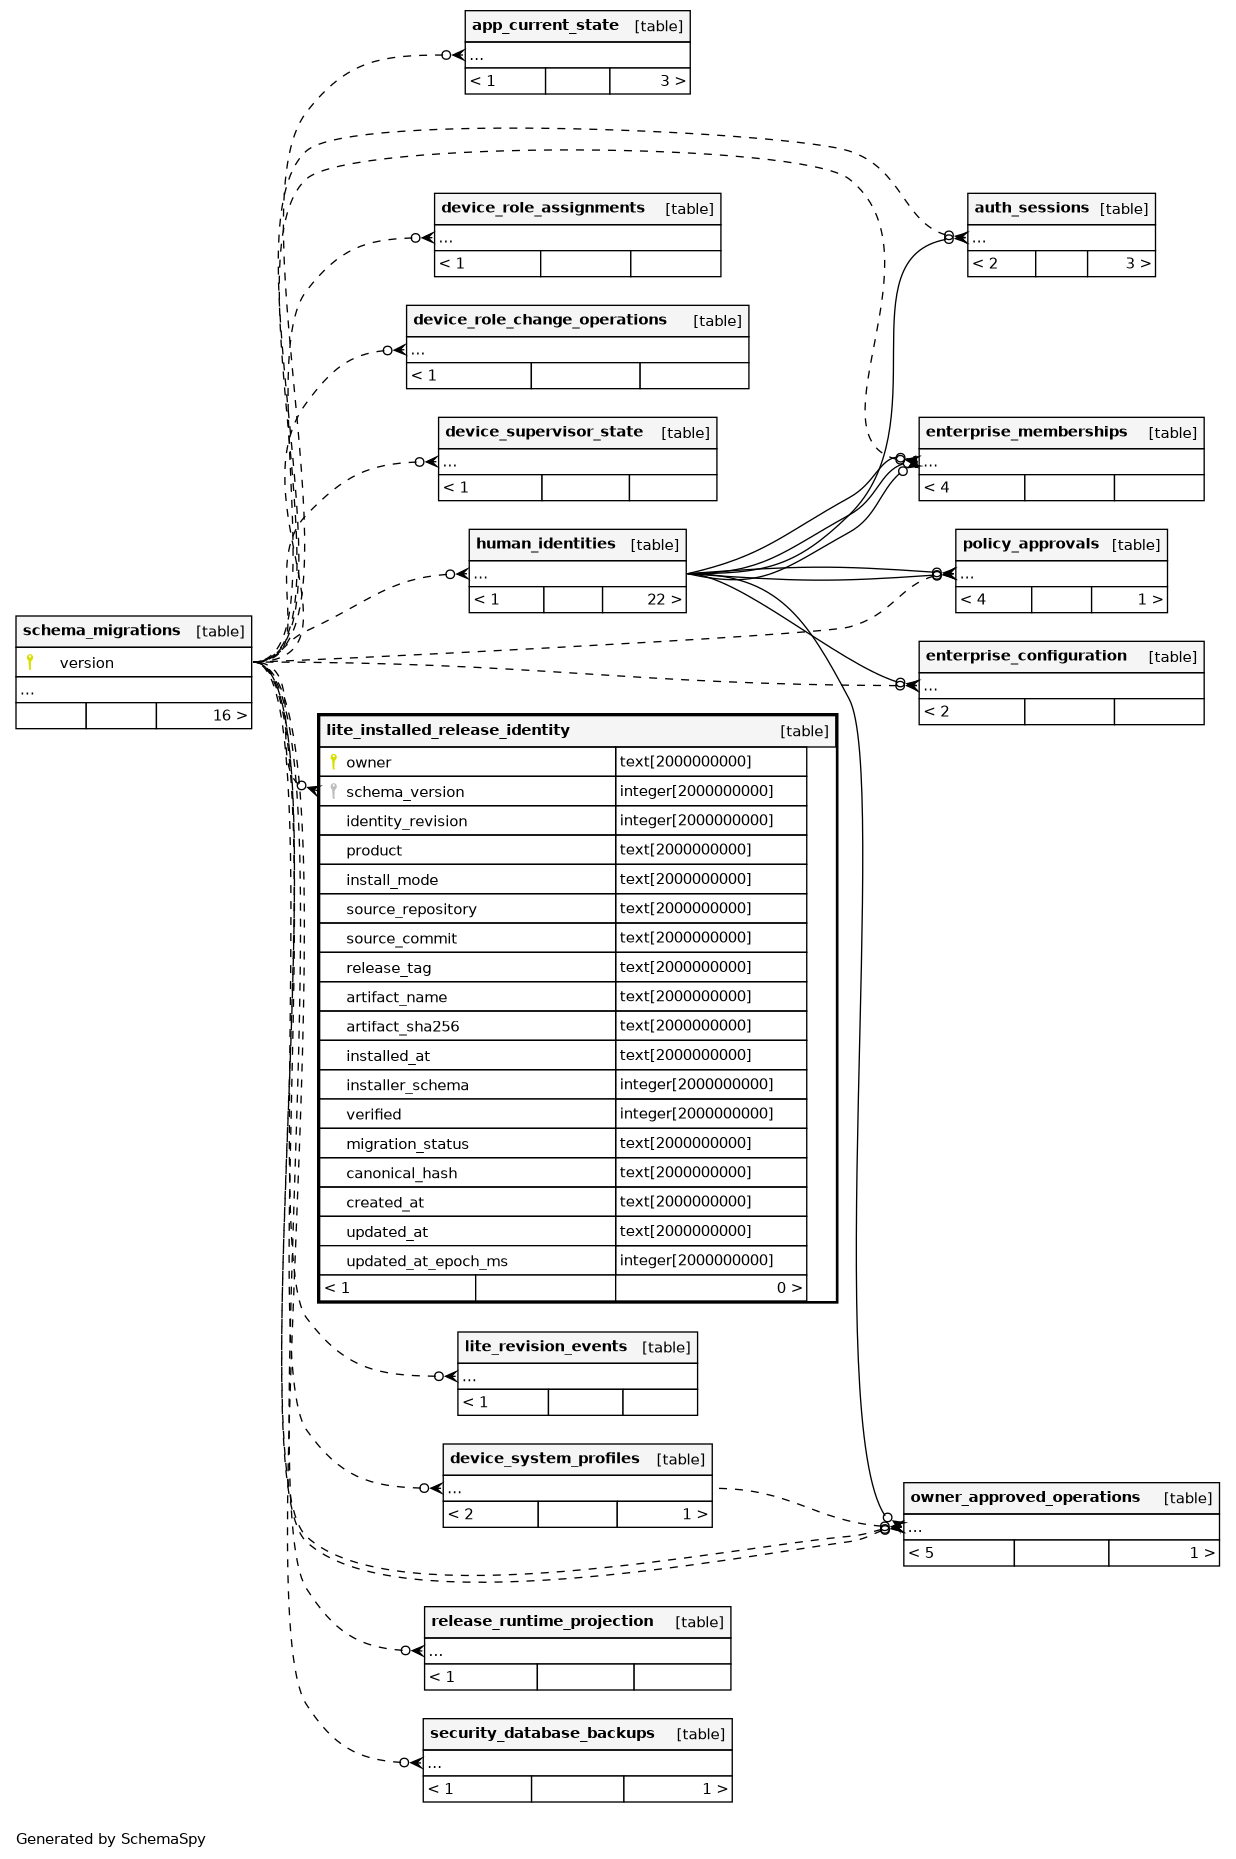 app_current_state [table]
...
< 1 3 >
device_role_assignments [table]
...
< 1
auth_sessions [table]
...
< 2 3 >
device_role_change_operations [table]
...
< 1
device_supervisor_state [table]
...
< 1
enterprise_memberships [table]
...
< 4
human_identities [table]
...
< 1 22 >
policy_approvals [table]
...
< 4 1 >
schema_migrations [table]
version
...
16 >
enterprise_configuration [table]
...
< 2
lite_installed_release_identity [table]
owner text[2000000000]
schema_version integer[2000000000]
identity_revision integer[2000000000]
product text[2000000000]
install_mode text[2000000000]
source_repository text[2000000000]
source_commit text[2000000000]
release_tag text[2000000000]
artifact_name text[2000000000]
artifact_sha256 text[2000000000]
installed_at text[2000000000]
installer_schema integer[2000000000]
verified integer[2000000000]
migration_status text[2000000000]
canonical_hash text[2000000000]
created_at text[2000000000]
updated_at text[2000000000]
updated_at_epoch_ms integer[2000000000]
< 1 0 >
lite_revision_events [table]
...
< 1
device_system_profiles [table]
...
< 2 1 >
owner_approved_operations [table]
...
< 5 1 >
release_runtime_projection [table]
...
< 1
security_database_backups [table]
...
< 1 1 >
Generated by SchemaSpy